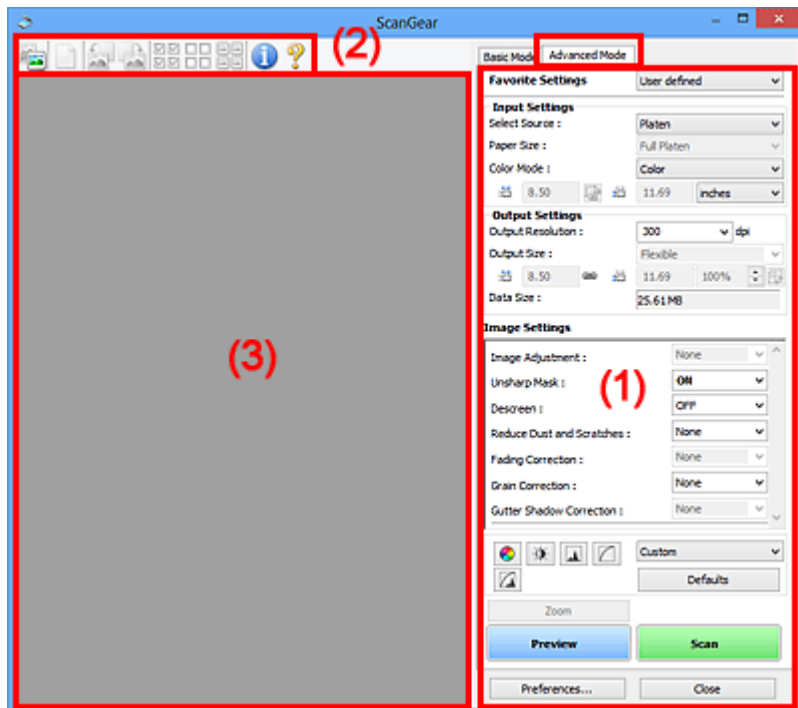 ScanGear
(2)
Basic Mode Advanced Mode
Favorite Settings User defined
Input Settings
Select Source : Platen
Paper Size : Full Platen
Color Mode : Color
8.50 11.69 inches
Output Settings
Output Resolution : 300 dpi
Output Size : Flexible
8.50 11.69 100%
Data Size : 25.61MB
Image Settings
(3)
Image Adjustment : None
(1)
Unsharp Mask : ON
Descreen : OFF
Reduce Dust and Scratches : None
Fading Correction : None
Grain Correction : None
Gutter Shadow Correction : None
Custom
Defaults
Zoom
Preview Scan
Preferences... Close